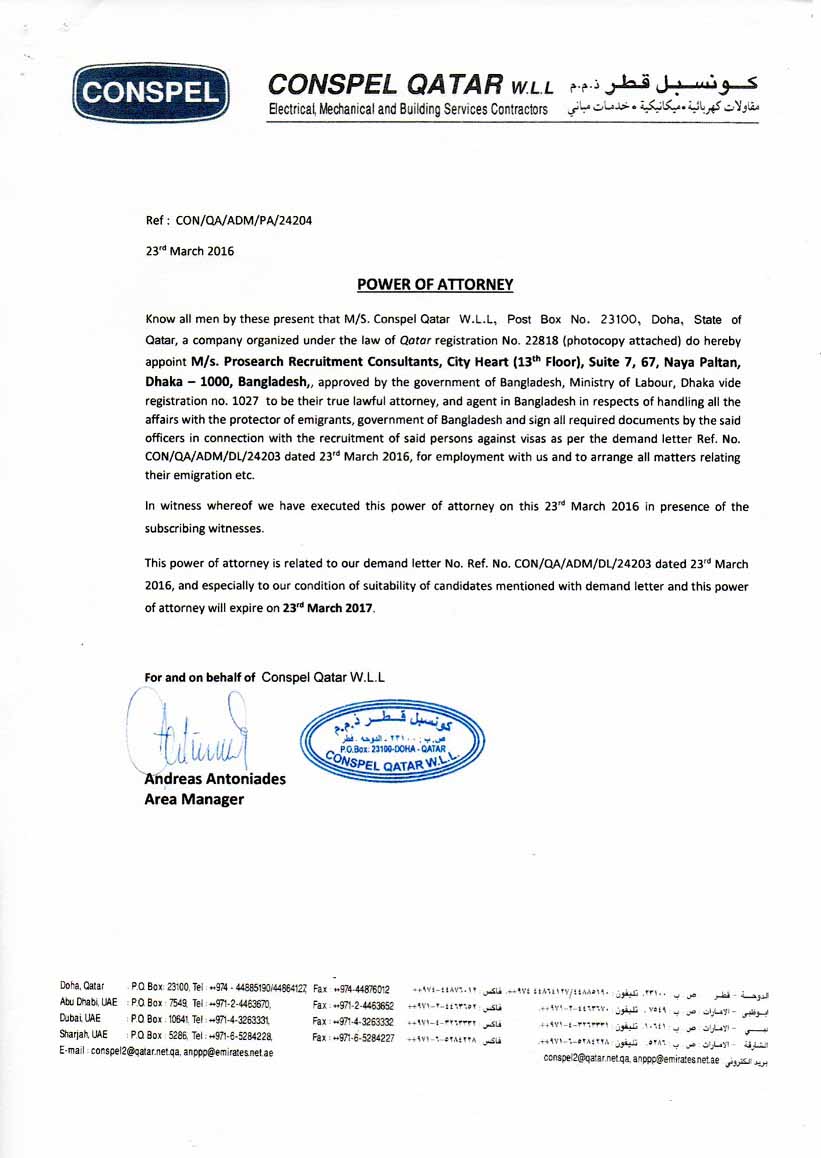 CONSPEL
CONSPEL QATAR W.L.L كونسبل قطر ذ.م.م
Electrical, Mechanical and Building Services Contractors مقاولات كهربائية • ميكانيكية • خدمات مباني
Ref : CON/QA/ADM/PA/24204
23rd March 2016
POWER OF ATTORNEY
Know all men by these present that M/S. Conspel Qatar W.L.L, Post Box No. 23100, Doha, State of
Qatar, a company organized under the law of Qatar registration No. 22818 (photocopy attached) do hereby
appoint M/s. Prosearch Recruitment Consultants, City Heart (13th Floor), Suite 7, 67, Naya Paltan,
Dhaka – 1000, Bangladesh,, approved by the government of Bangladesh, Ministry of Labour, Dhaka vide
registration no. 1027 to be their true lawful attorney, and agent in Bangladesh in respects of handling all the
affairs with the protector of emigrants, government of Bangladesh and sign all required documents by the said
officers in connection with the recruitment of said persons against visas as per the demand letter Ref. No.
CON/QA/ADM/DL/24203 dated 23rd March 2016, for employment with us and to arrange all matters relating
their emigration etc.
In witness whereof we have executed this power of attorney on this 23rd March 2016 in presence of the
subscribing witnesses.
This power of attorney is related to our demand letter No. Ref. No. CON/QA/ADM/DL/24203 dated 23rd March
2016, and especially to our condition of suitability of candidates mentioned with demand letter and this power
of attorney will expire on 23rd March 2017.
For and on behalf of Conspel Qatar W.L.L
كونسبل قطر ذ.م.م
ص.ب: ٢٣١٠٠ - الدوحة - قطر
P.O.Box: 23100-DOHA - QATAR
CONSPEL QATAR W.L.L.
Andreas Antoniades
Area Manager
Doha, Qatar : P.O. Box: 23100, Tel : ++974 - 44885190/44864127, Fax : ++974-44876012 الدوحة - قطر ص ب ٢٣١٠٠، تليفون: ٤٤٨٨٥١٩٠/٤٤٨٦٤١٢٧ ٩٧٤++، فاكس: ٤٤٨٧٦٠١٢-٩٧٤++
Abu Dhabi, UAE : P.O. Box : 7549, Tel : ++971-2-4463670, Fax : ++971-2-4463652 ابوظبي - الامارات ص ب: ٧٥٤٩، تليفون: ٤٤٦٣٦٧٠-٢-٩٧١++، فاكس: ٤٤٦٣٦٥٢-٢-٩٧١++
Dubai, UAE : P.O. Box : 10641, Tel : ++971-4-3263331, Fax : ++971-4-3263332 دبي - الامارات ص ب: ١٠٦٤١، تليفون: ٣٢٦٣٣٣١-٤-٩٧١++، فاكس: ٣٢٦٣٣٣٢-٤-٩٧١++
Sharjah, UAE : P.O. Box : 5286, Tel : ++971-6-5284228, Fax : ++971-6-5284227 الشارقة - الامارات ص ب: ٥٢٨٦، تليفون: ٥٢٨٤٢٢٨-٦-٩٧١++، فاكس
E-mail : conspel2@qatar.net.qa, anppp@emirates.net.ae بريد الكتروني conspel2@qatar.net.qa, anppp@emirates.net.ae